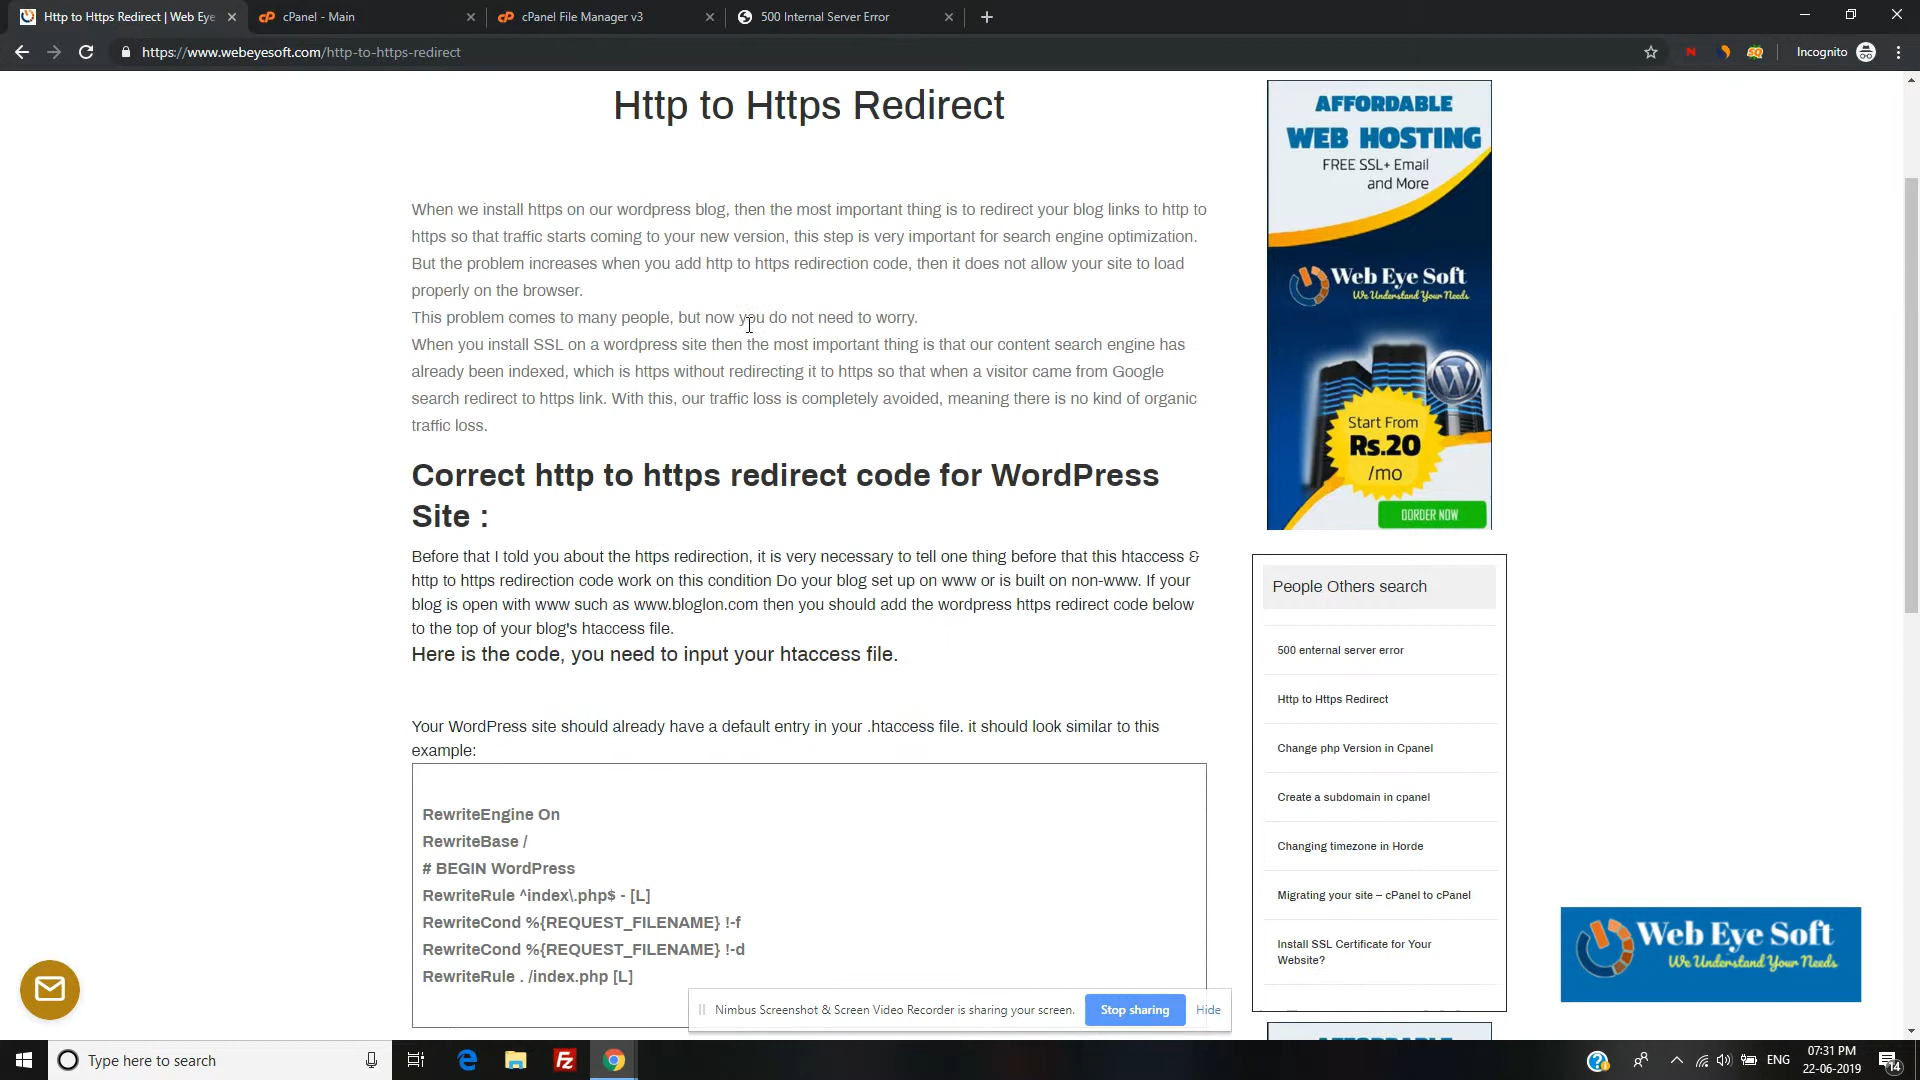 Http to Https Redirect | Web Eye
cPanel - Main
cPanel File Manager v3
500 Internal Server Error
https://www.webeyesoft.com/http-to-https-redirect
Incognito
Http to Https Redirect
When we install https on our wordpress blog, then the most important thing is to redirect your blog links to http to
https so that traffic starts coming to your new version, this step is very important for search engine optimization.
But the problem increases when you add http to https redirection code, then it does not allow your site to load
properly on the browser.
This problem comes to many people, but now you do not need to worry.
When you install SSL on a wordpress site then the most important thing is that our content search engine has
already been indexed, which is https without redirecting it to https so that when a visitor came from Google
search redirect to https link. With this, our traffic loss is completely avoided, meaning there is no kind of organic
traffic loss.
Correct http to https redirect code for WordPress
Site :
Before that I told you about the https redirection, it is very necessary to tell one thing before that this htaccess &
http to https redirection code work on this condition Do your blog set up on www or is built on non-www. If your
blog is open with www such as www.bloglon.com then you should add the wordpress https redirect code below
to the top of your blog's htaccess file.
Here is the code, you need to input your htaccess file.
Your WordPress site should already have a default entry in your .htaccess file. it should look similar to this
example:
RewriteEngine On
RewriteBase /
# BEGIN WordPress
RewriteRule ^index\.php$ - [L]
RewriteCond %{REQUEST_FILENAME} !-f
RewriteCond %{REQUEST_FILENAME} !-d
RewriteRule . /index.php [L]
AFFORDABLE
WEB HOSTING
FREE SSL+ Email
and More
Web Eye Soft
We Understand Your Needs
Start From
Rs.20
/mo
OORDER NOW
People Others search
500 enternal server error
Http to Https Redirect
Change php Version in Cpanel
Create a subdomain in cpanel
Changing timezone in Horde
Migrating your site – cPanel to cPanel
Install SSL Certificate for Your
Website?
AFFORDABLE
Web Eye Soft
We Understand Your Needs
Nimbus Screenshot & Screen Video Recorder is sharing your screen.
Stop sharing
Hide
Type here to search
ENG
07:31 PM
22-06-2019
14